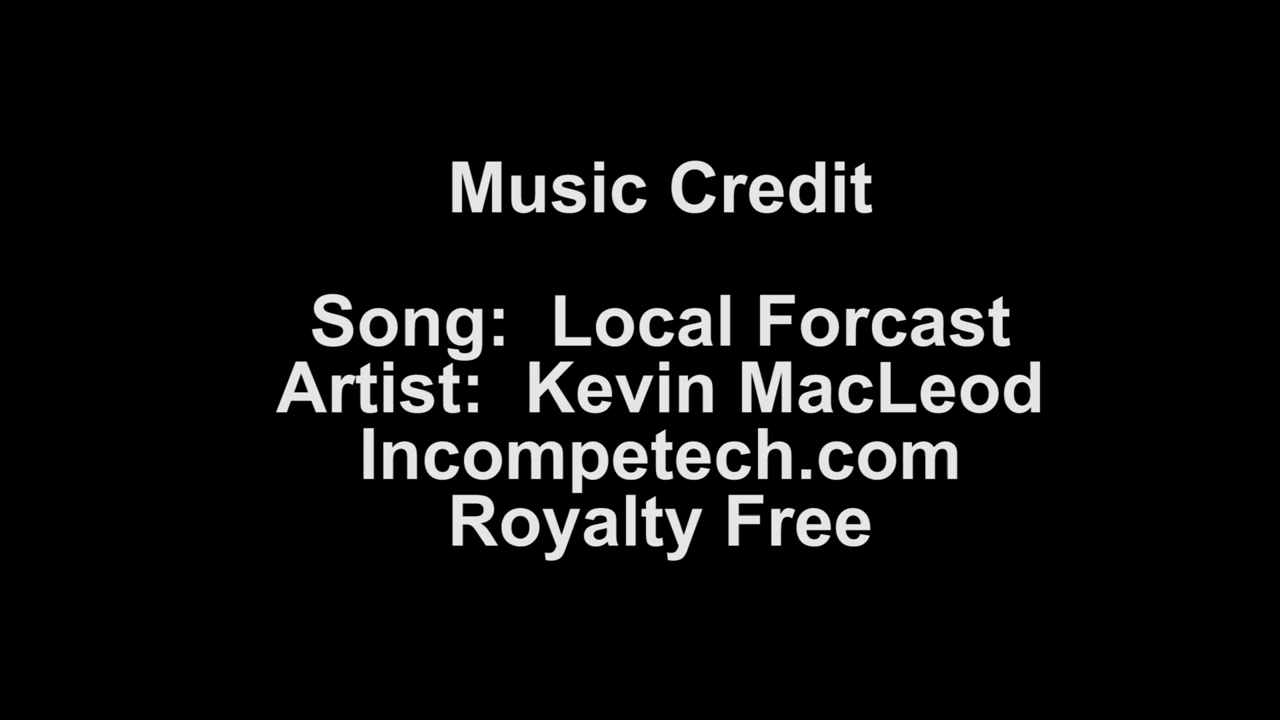 Music Credit
Song:  Local Forcast
Artist:  Kevin MacLeod
Incompetech.com
Royalty Free